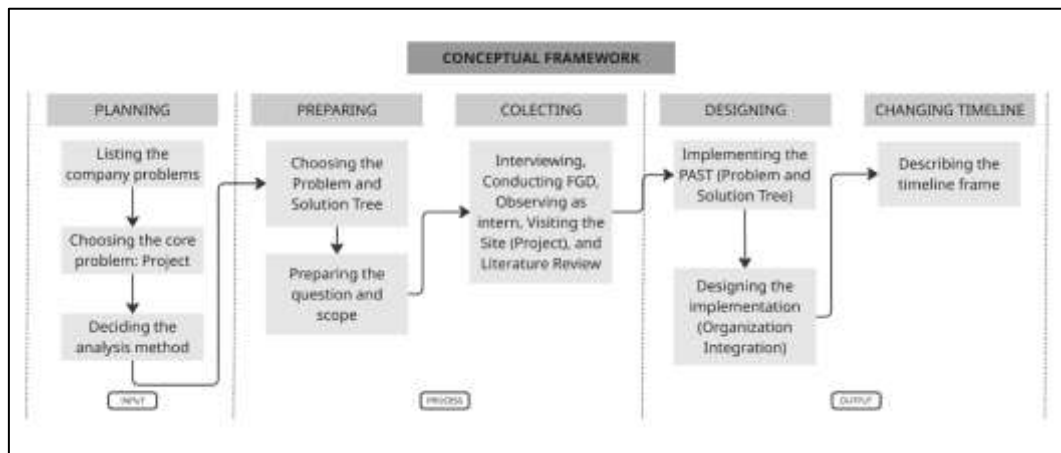 CONCEPTUAL FRAMEWORK
PLANNING
Listing the
company problems
Choosing the core
problem: Project
Deciding the
analysis method
INPUT
PREPARING
Choosing the
Problem and
Solution Tree
Preparing the
question and
scope
COLECTING
Interviewing,
Conducting FGD,
Observing as
intern, Visiting the
Site (Project), and
Literature Review
PROCESS
DESIGNING
Implementing the
PAST (Problem and
Solution Tree)
Designing the
implementation
(Organization
Integration)
CHANGING TIMELINE
Describing the
timeline frame
OUTPUT